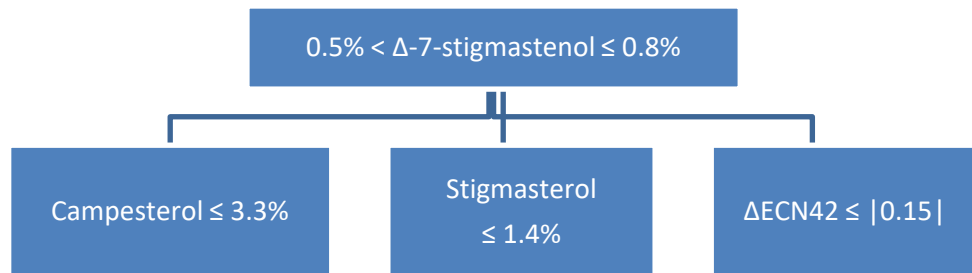 0.5% < Δ-7-stigmastenol ≤ 0.8%
Campesterol ≤ 3.3%
Stigmasterol
≤ 1.4%
ΔECN42 ≤ |0.15|